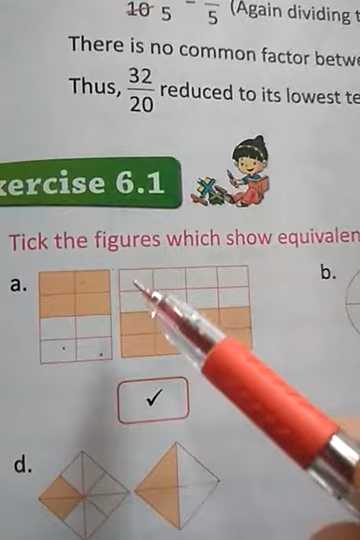 10 5 = 5 (Again dividing t
There is no common factor betwe
Thus, 32/20 reduced to its lowest te
xercise 6.1
Tick the figures which show equivalen
a.
b.
✓
d.